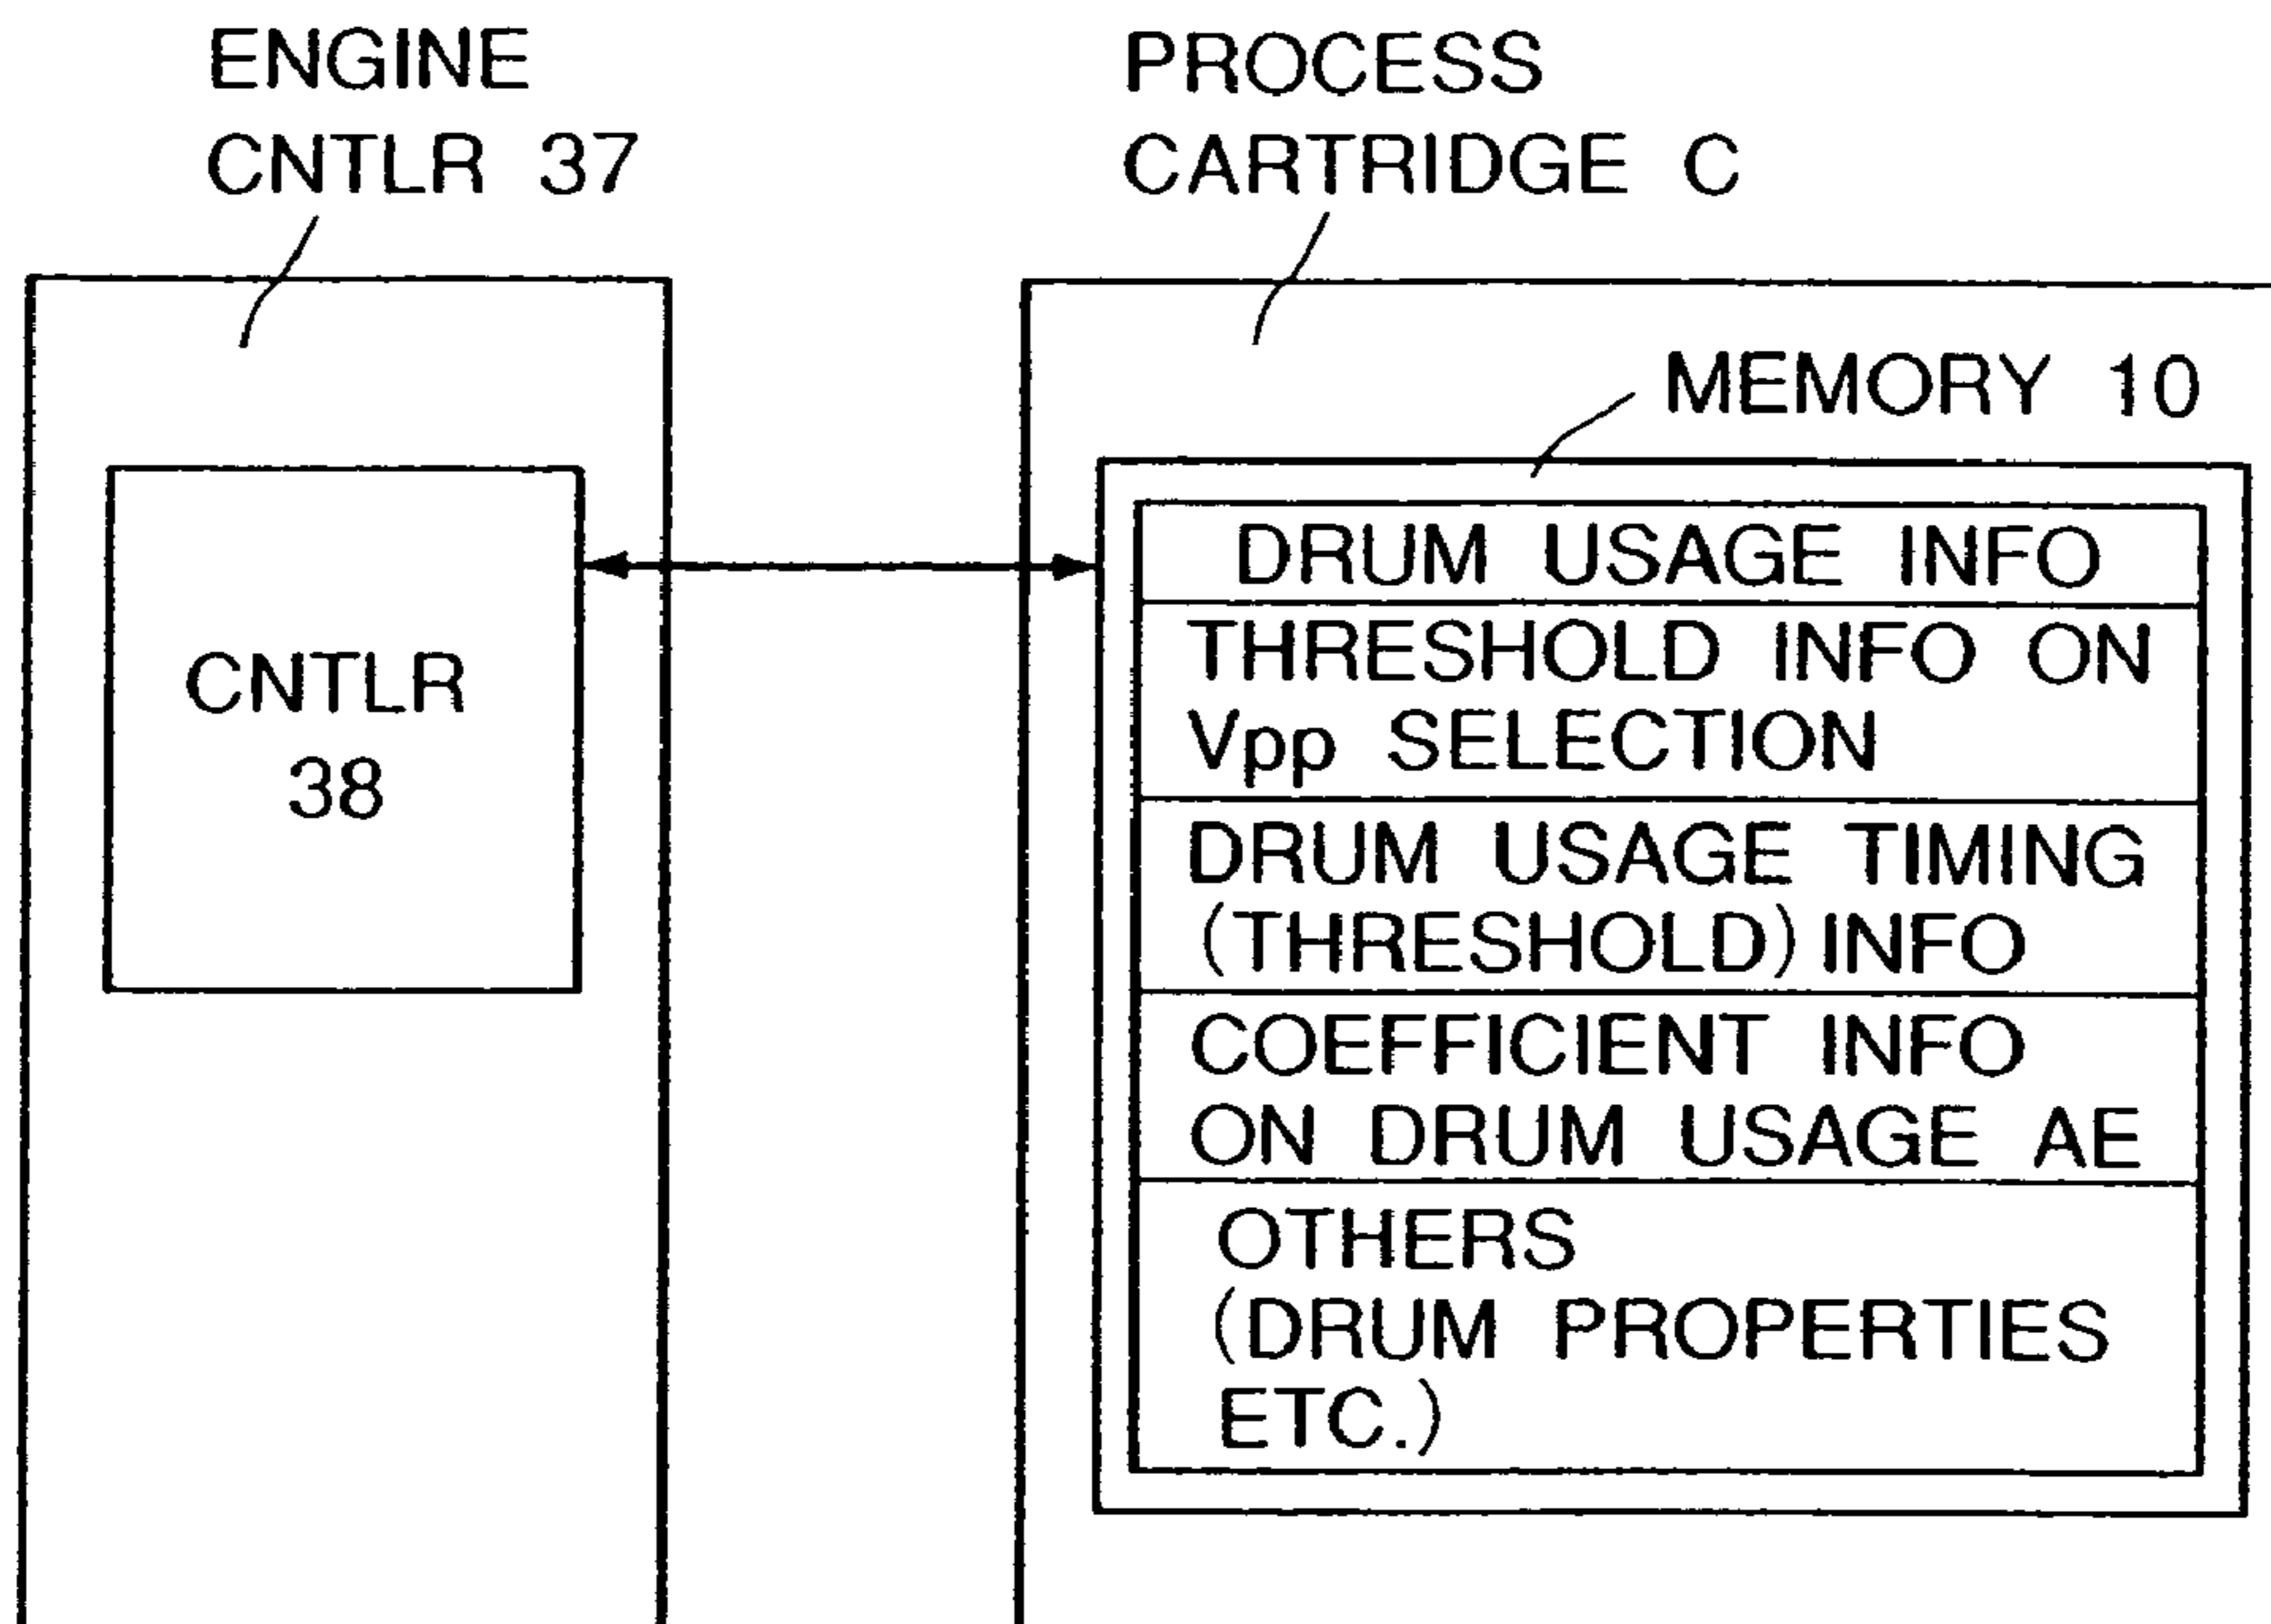 ENGINE
CNTLR 37
PROCESS
CARTRIDGE C
MEMORY 10
CNTLR
38
DRUM USAGE INFO
THRESHOLD INFO ON
Vpp SELECTION
DRUM USAGE TIMING
(THRESHOLD) INFO
COEFFICIENT INFO
ON DRUM USAGE AE
OTHERS
(DRUM PROPERTIES
ETC.)